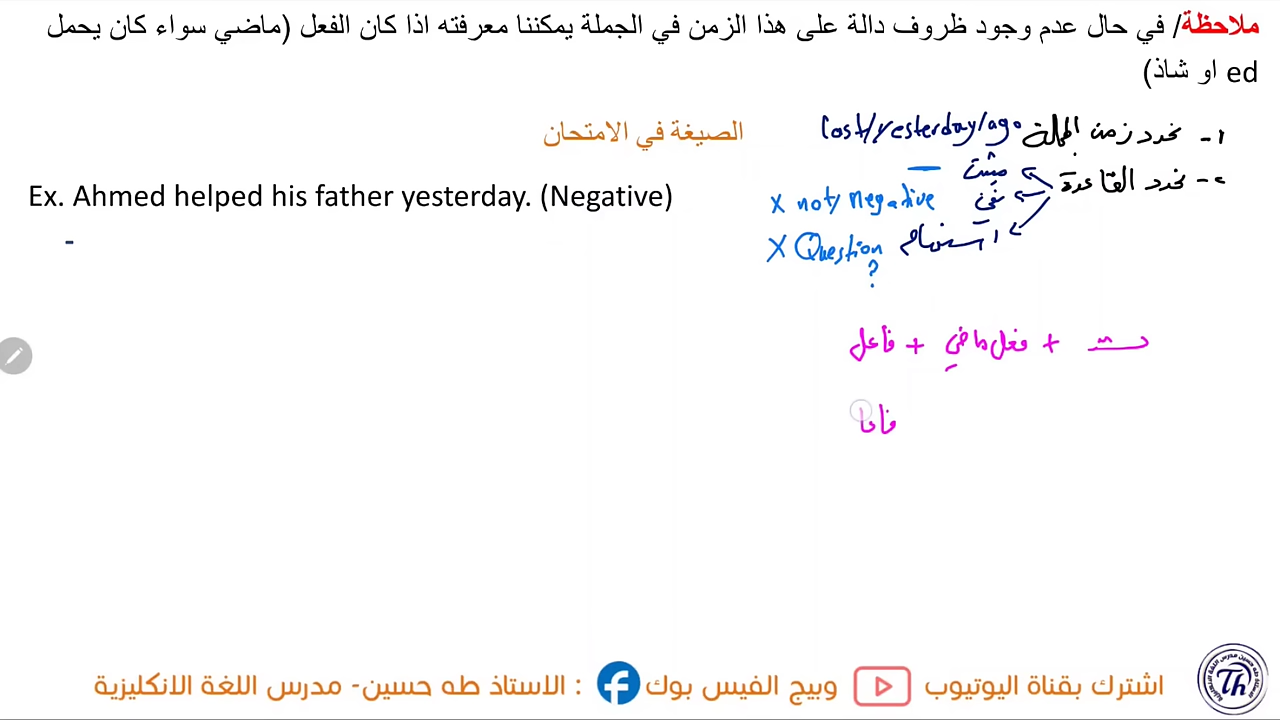 ملاحظة/ في حال عدم وجود ظروف دالة على هذا الزمن في الجملة يمكننا معرفته اذا كان الفعل (ماضي سواء كان يحمل
ed او شاذ)
الصيغة في الامتحان
١- نحدد زمن الجملة last/yesterday/ago
٢- نحدد القاعدة
مثبت
نفي not/negative X
استفهام Question X
?
Ex. Ahmed helped his father yesterday. (Negative)
-
فاعل + فعل ماضي + ت
اشترك بقناة اليوتيوب وبيج الفيس بوك : الاستاذ طه حسين- مدرس اللغة الانكليزية
Th